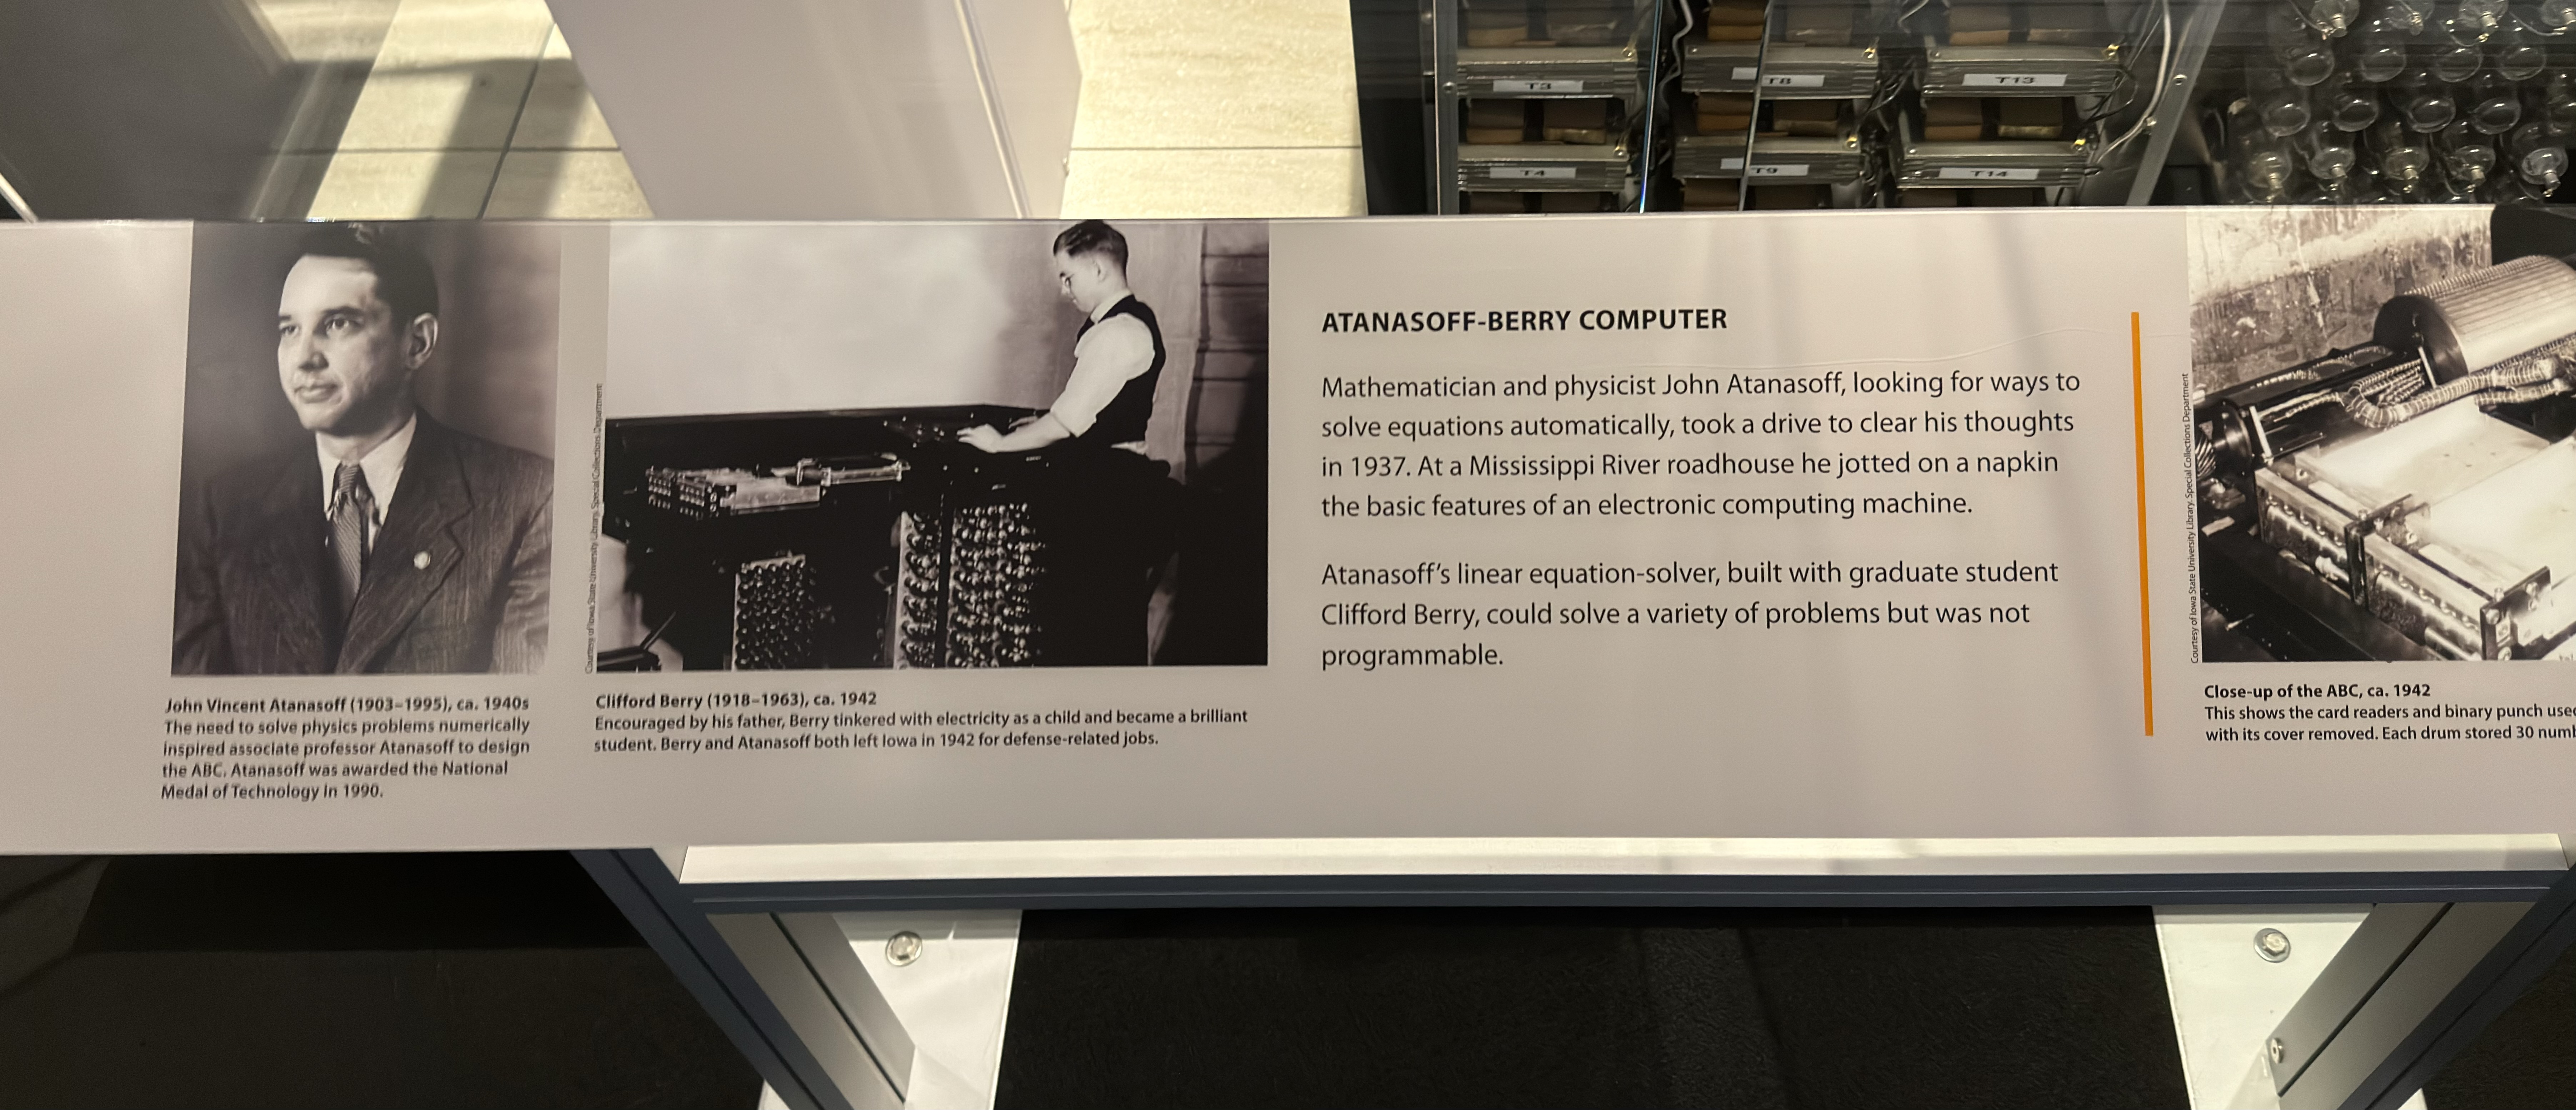 T3
T8
T13
T4
T9
T14
Courtesy of Iowa State University Library, Special Collections Department
John Vincent Atanasoff (1903–1995), ca. 1940s
The need to solve physics problems numerically
inspired associate professor Atanasoff to design
the ABC. Atanasoff was awarded the National
Medal of Technology in 1990.
Clifford Berry (1918–1963), ca. 1942
Encouraged by his father, Berry tinkered with electricity as a child and became a brilliant
student. Berry and Atanasoff both left Iowa in 1942 for defense-related jobs.
ATANASOFF-BERRY COMPUTER
Mathematician and physicist John Atanasoff, looking for ways to
solve equations automatically, took a drive to clear his thoughts
in 1937. At a Mississippi River roadhouse he jotted on a napkin
the basic features of an electronic computing machine.
Atanasoff’s linear equation-solver, built with graduate student
Clifford Berry, could solve a variety of problems but was not
programmable.
Courtesy of Iowa State University Library, Special Collections Department
Close-up of the ABC, ca. 1942
This shows the card readers and binary punch
with its cover removed. Each drum stored 30